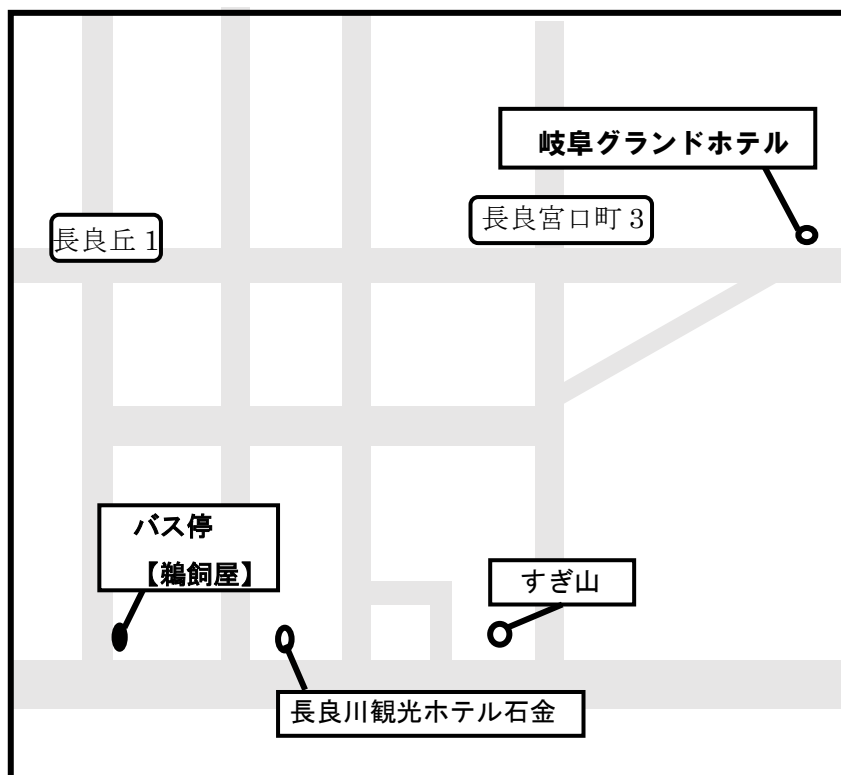 岐阜グランドホテル
長良宮口町 3
長良丘 1
バス停
【鵜飼屋】
すぎ山
長良川観光ホテル石金